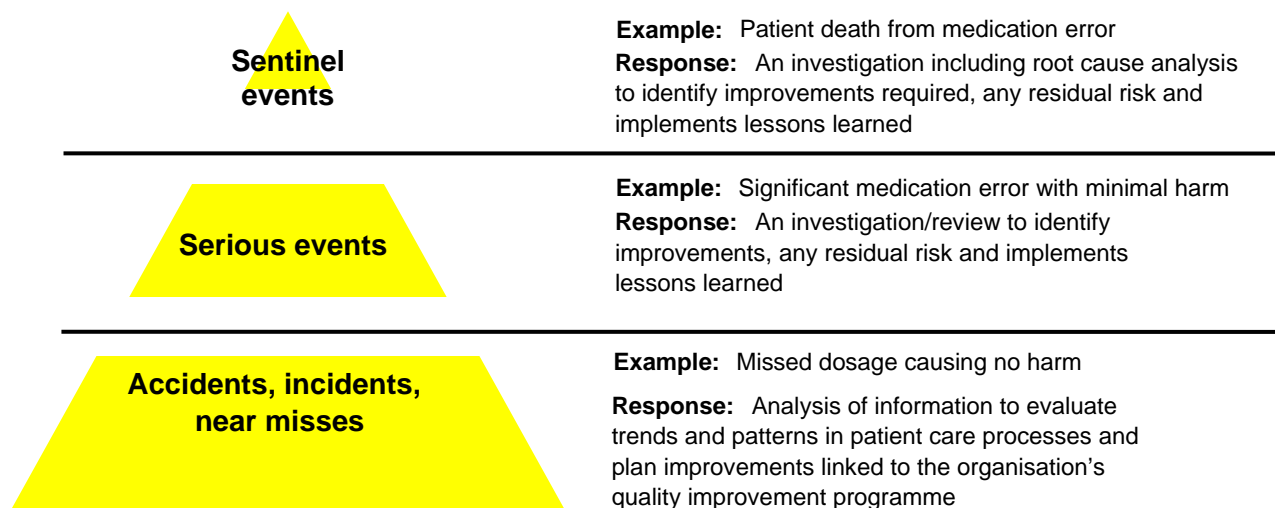 Sentinel
events
Example: Patient death from medication error
Response: An investigation including root cause analysis
to identify improvements required, any residual risk and
implements lessons learned
Serious events
Example: Significant medication error with minimal harm
Response: An investigation/review to identify
improvements, any residual risk and implements
lessons learned
Accidents, incidents,
near misses
Example: Missed dosage causing no harm
Response: Analysis of information to evaluate
trends and patterns in patient care processes and
plan improvements linked to the organisation's
quality improvement programme